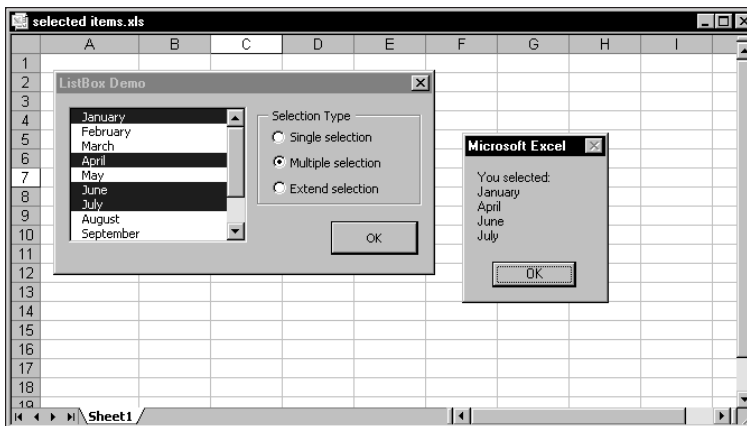 selected items.xls
A B C D E F G H I
1
2
3
4
5
6
7
8
9
10
11
12
13
14
15
16
17
18
19
ListBox Demo
January
February
March
April
May
June
July
August
September
Selection Type
Single selection
Multiple selection
Extend selection
OK
Microsoft Excel
You selected:
January
April
June
July
OK
Sheet1